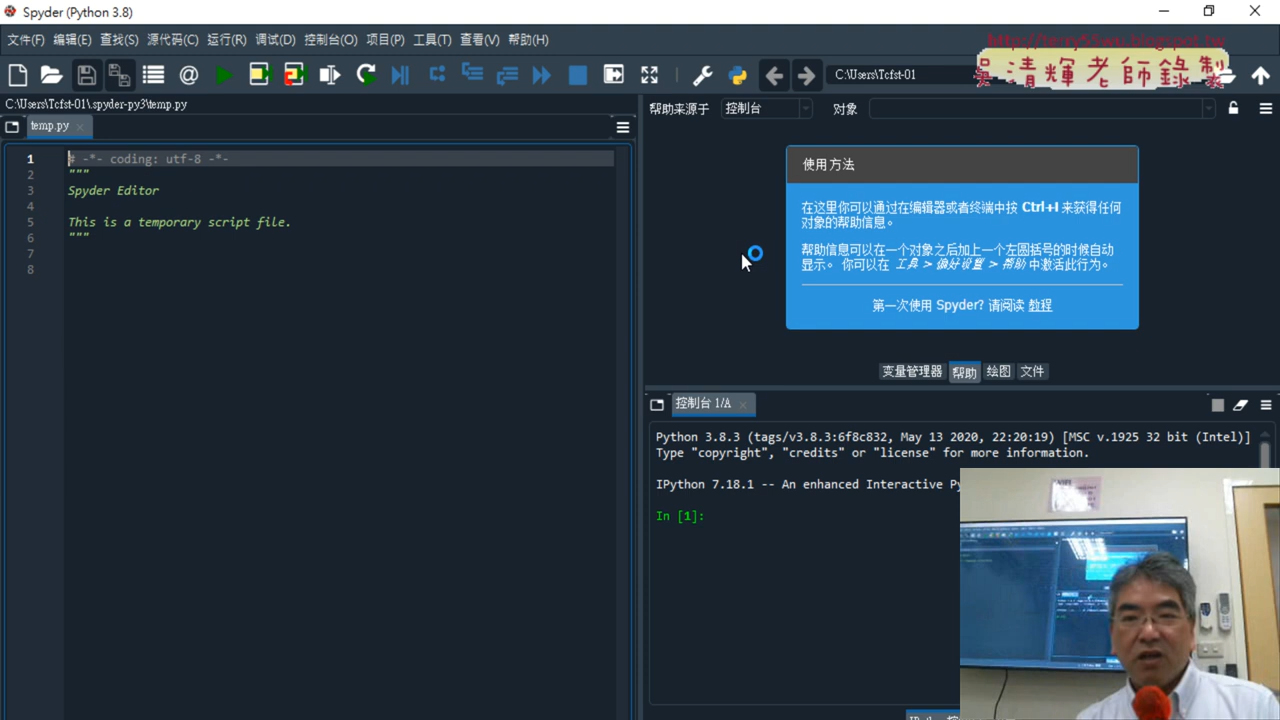 Spyder (Python 3.8)
文件(F) 编辑(E) 查找(S) 源代码(C) 运行(R) 调试(D) 控制台(O) 项目(P) 工具(T) 查看(V) 帮助(H)
http://terry55wu.blogspot.tw
吳清輝老師錄製
C:\Users\Tcfst-01
C:\Users\Tcfst-01\.spyder-py3\temp.py
temp.py
1 # -*- coding: utf-8 -*-
2 """
3 Spyder Editor
4
5 This is a temporary script file.
6 """
7
8
帮助来源于 控制台 对象
使用方法
在这里你可以通过在编辑器或者终端中按 Ctrl+I 来获得任何
对象的帮助信息。
帮助信息可以在一个对象之后加上一个左圆括号的时候自动
显示。 你可以在 工具 > 偏好设置 > 帮助 中激活此行为。
第一次使用 Spyder? 请阅读 教程
变量管理器 帮助 绘图 文件
控制台 1/A
Python 3.8.3 (tags/v3.8.3:6f8c832, May 13 2020, 22:20:19) [MSC v.1925 32 bit (Intel)]
Type "copyright", "credits" or "license" for more information.
IPython 7.18.1 -- An enhanced Interactive Py
In [1]: